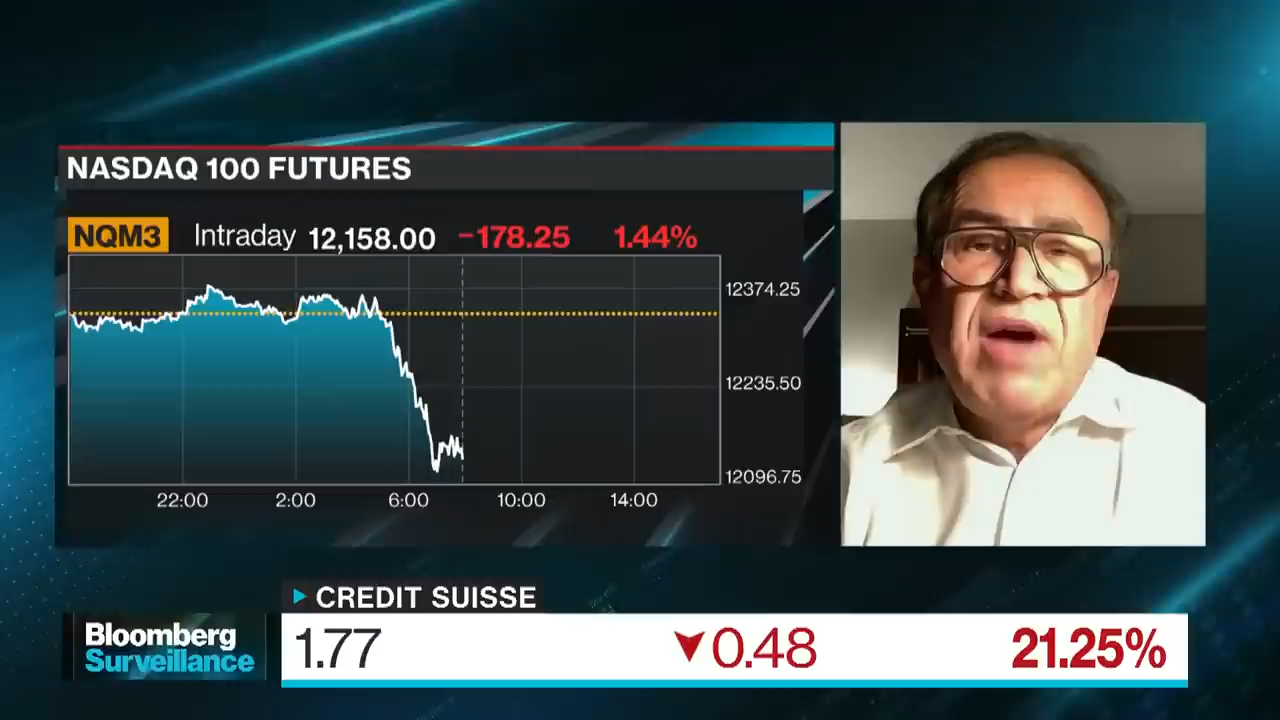 NASDAQ 100 FUTURES
NQM3 Intraday 12,158.00 -178.25 1.44%
12374.25
12235.50
12096.75
22:00 2:00 6:00 10:00 14:00
CREDIT SUISSE
Bloomberg
Surveillance
1.77 ▼0.48 21.25%